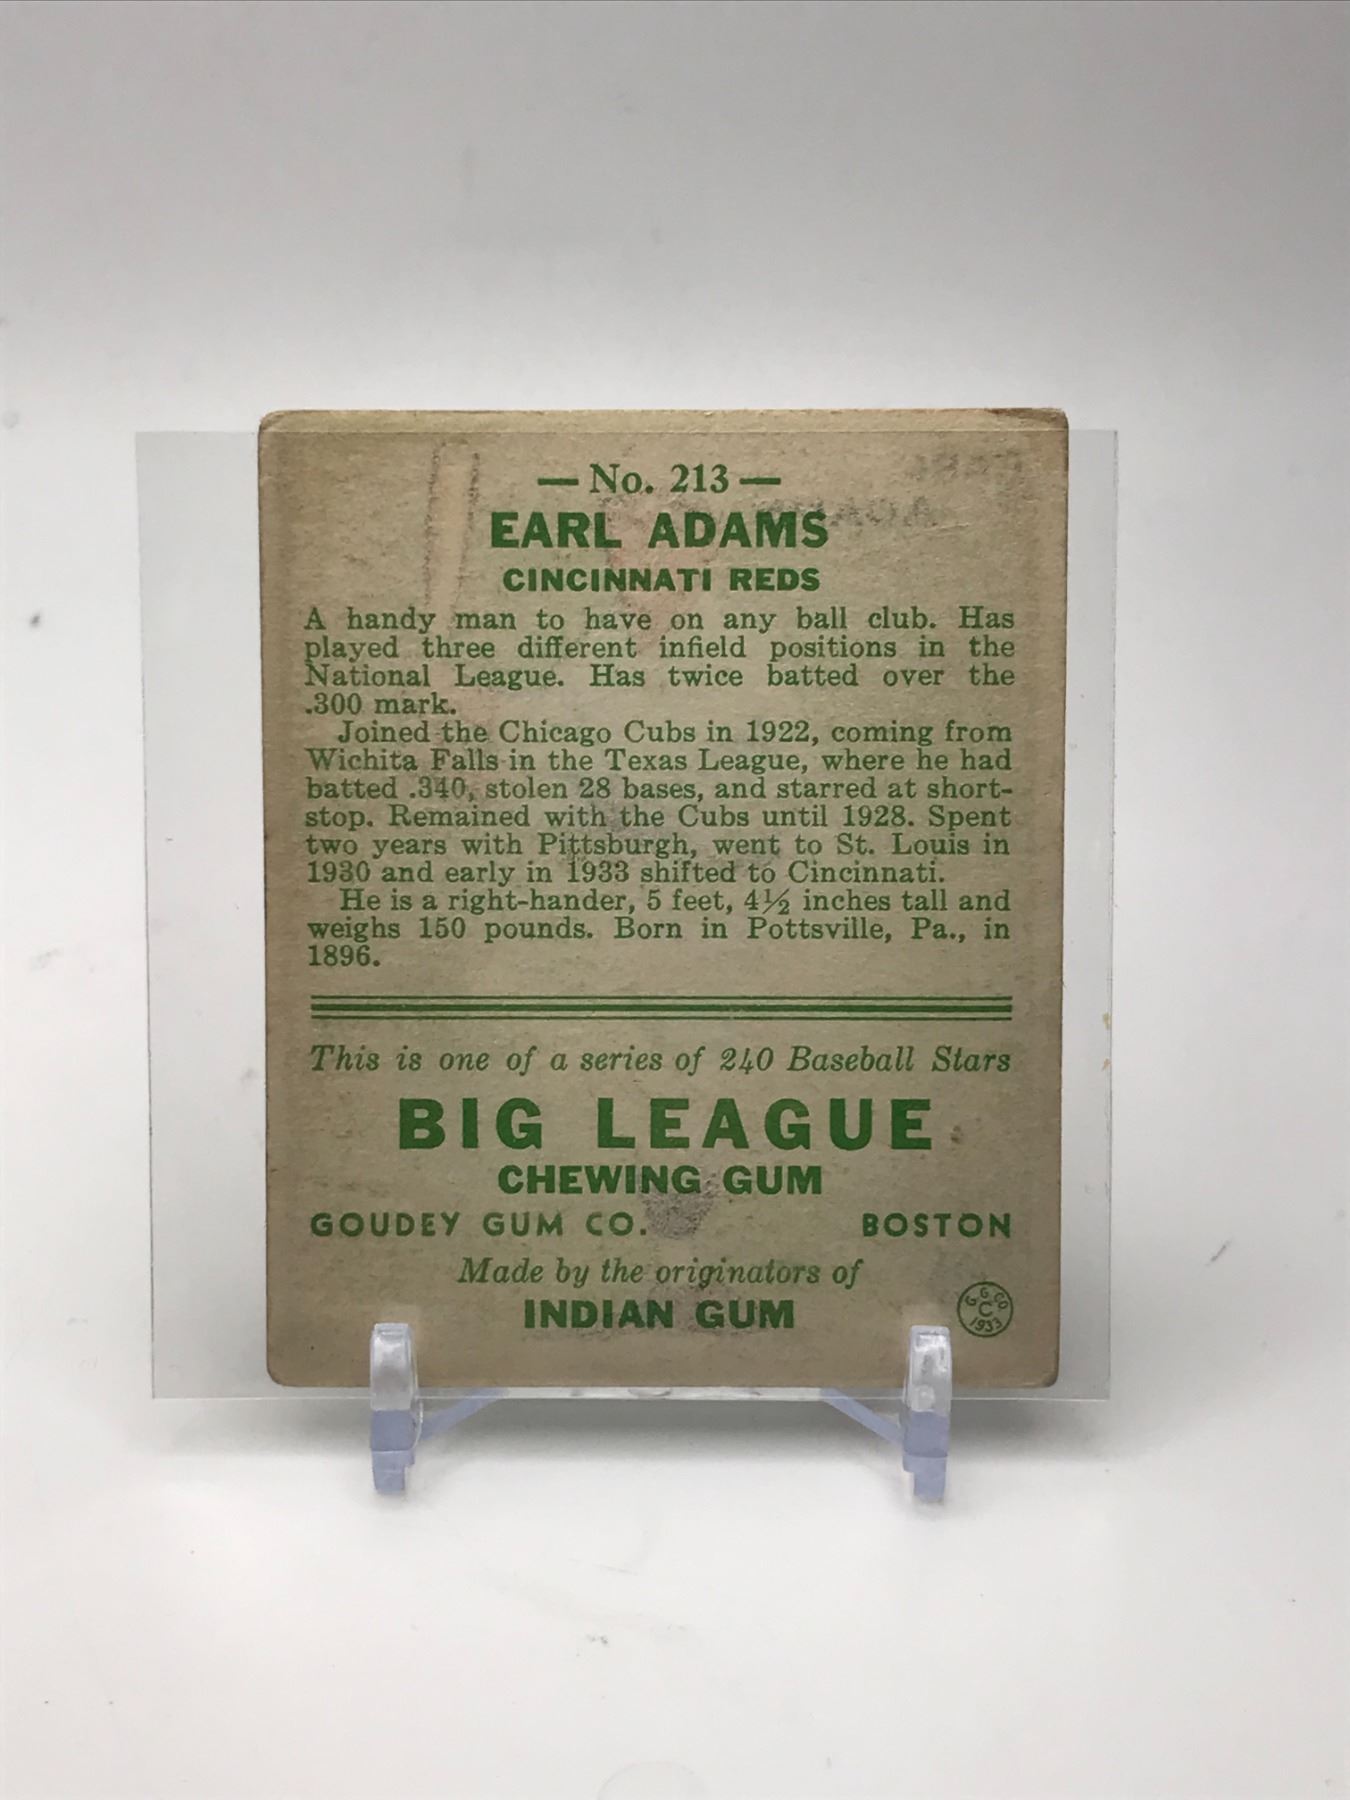 — No. 213 —
EARL ADAMS
CINCINNATI REDS
A handy man to have on any ball club. Has
played three different infield positions in the
National League. Has twice batted over the
.300 mark.
Joined the Chicago Cubs in 1922, coming from
Wichita Falls in the Texas League, where he had
batted .340, stolen 28 bases, and starred at short-
stop. Remained with the Cubs until 1928. Spent
two years with Pittsburgh, went to St. Louis in
1930 and early in 1933 shifted to Cincinnati.
He is a right-hander, 5 feet, 4½ inches tall and
weighs 150 pounds. Born in Pottsville, Pa., in
1896.
This is one of a series of 240 Baseball Stars
BIG LEAGUE
CHEWING GUM
GOUDEY GUM CO. BOSTON
Made by the originators of
INDIAN GUM
G. G. CO.
C
1933